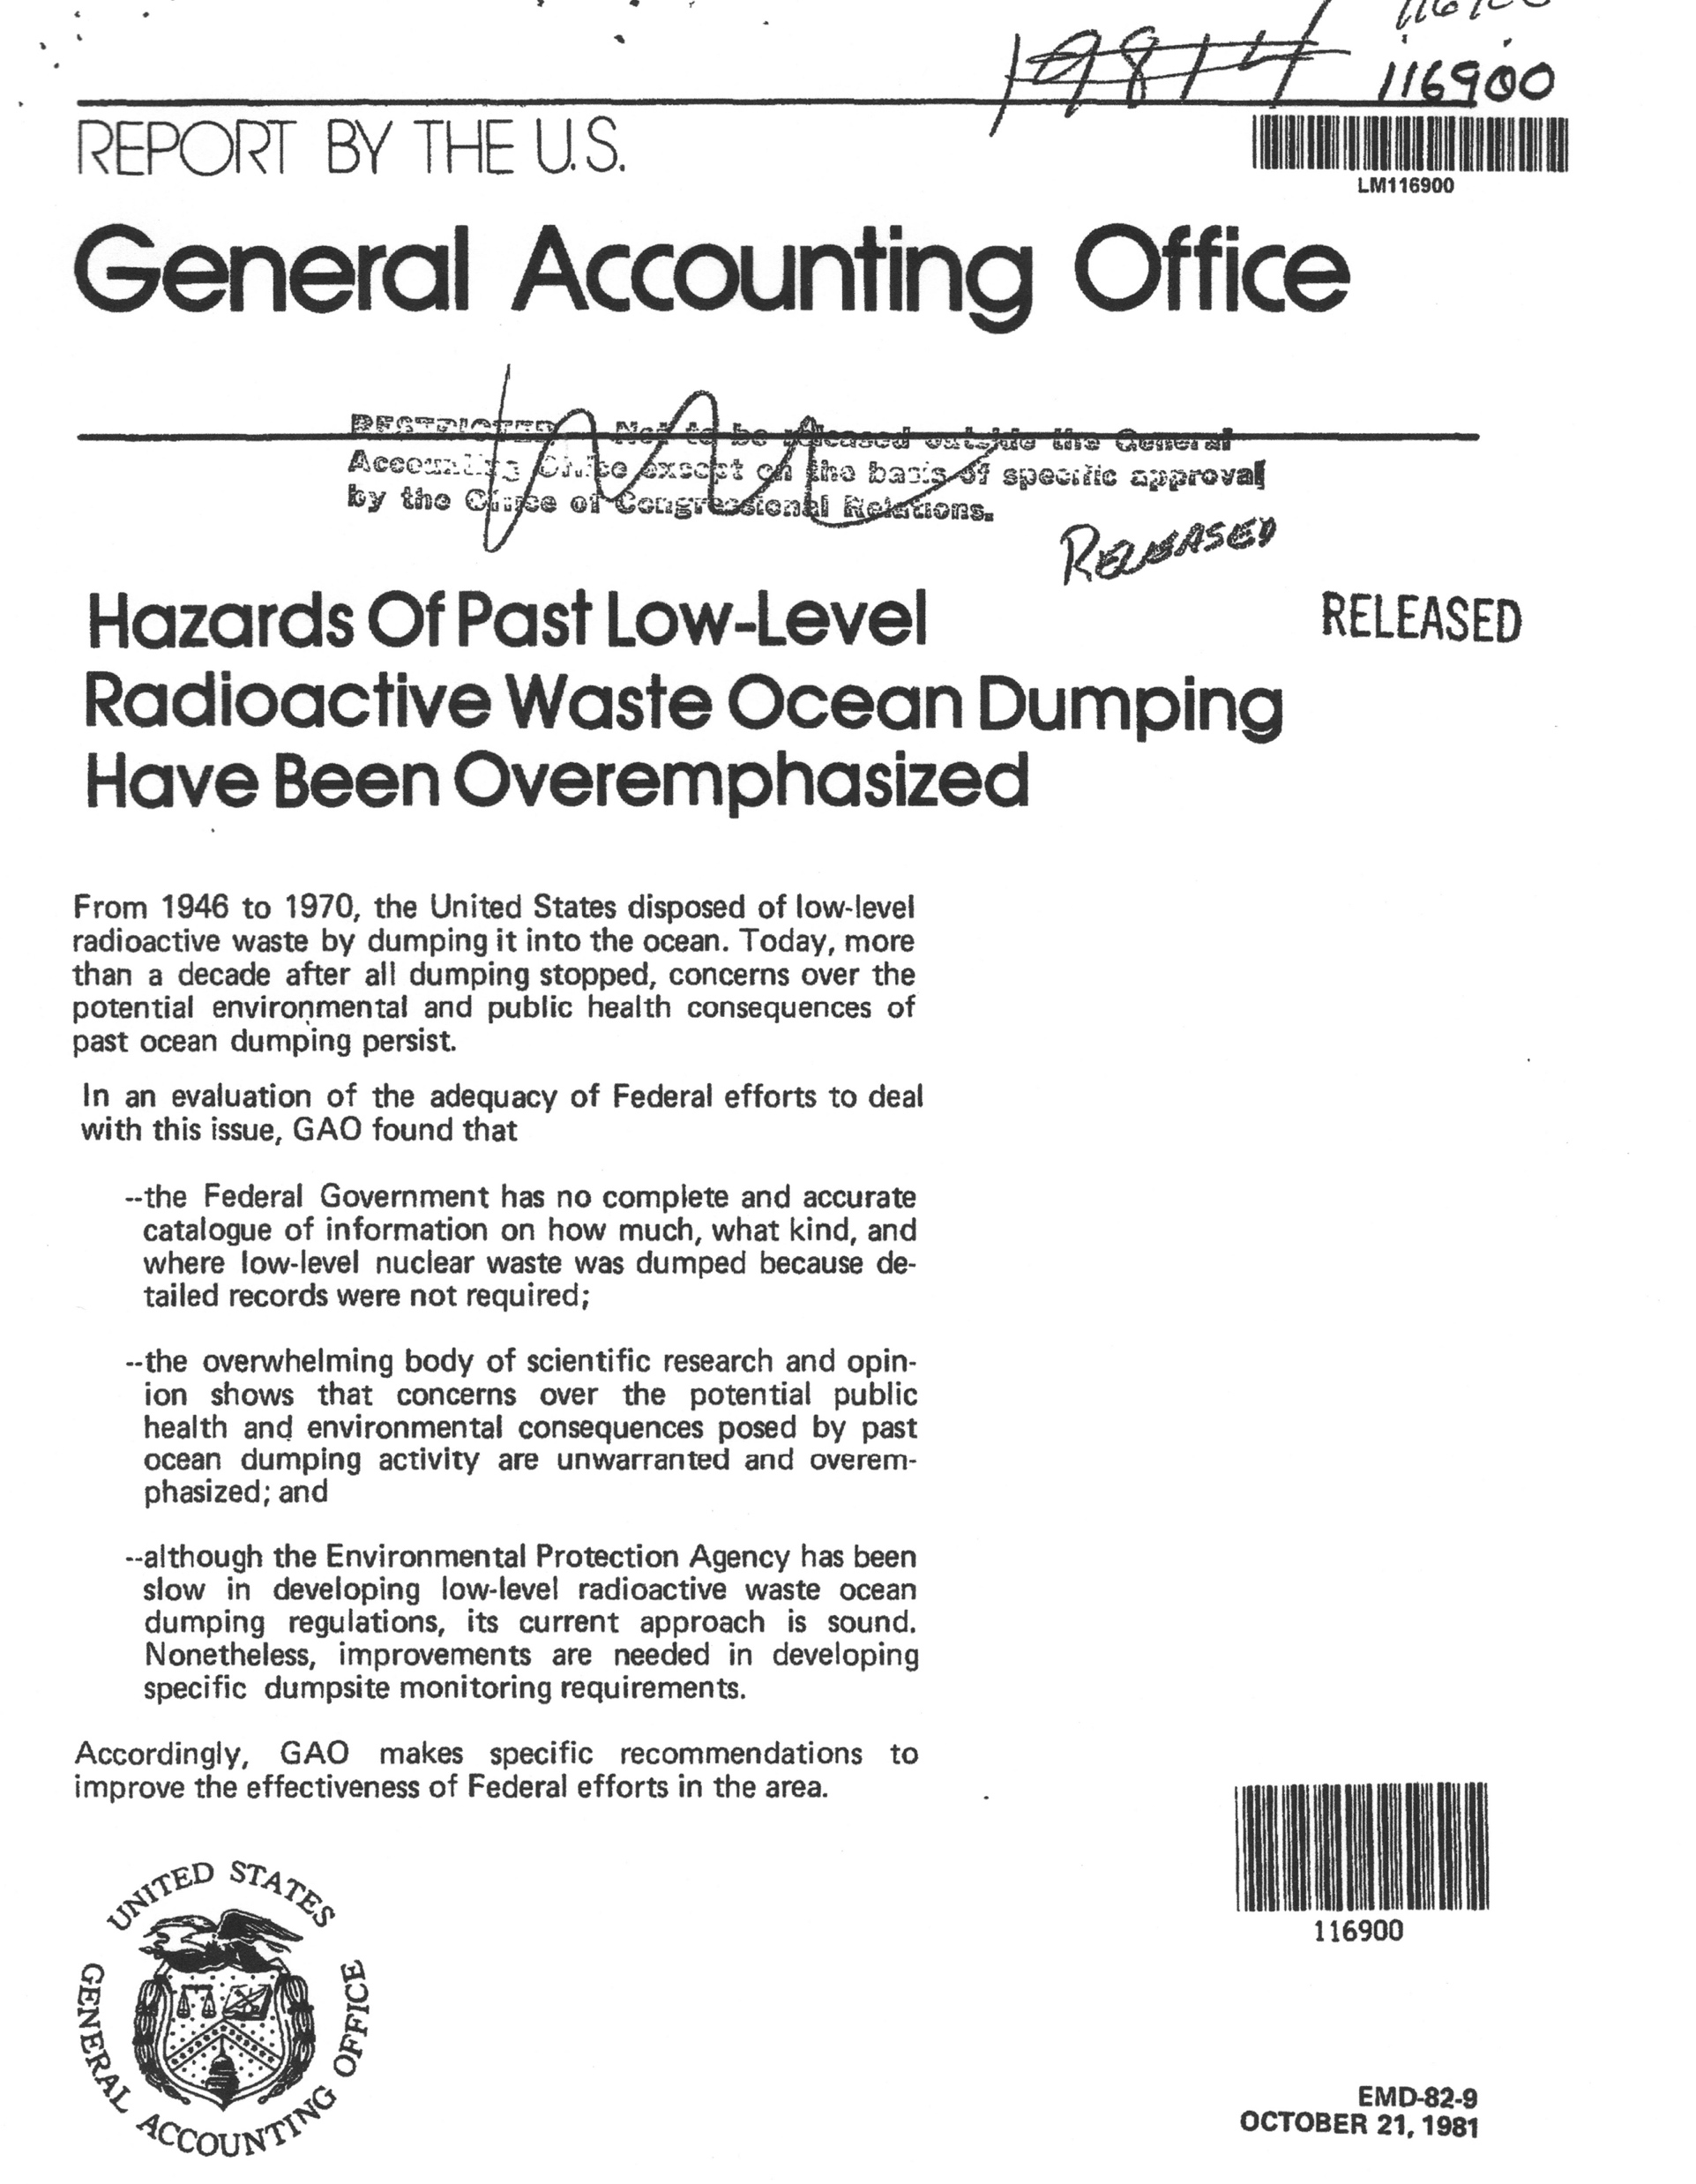 116900
19814
116900
REPORT BY THE U.S.
LM116900
General Accounting Office
RESTRICTED — Not to be released outside the General
Accounting Office except on the basis of specific approval
by the Office of Congressional Relations.
RELEASED
Hazards Of Past Low-Level
RELEASED
Radioactive Waste Ocean Dumping
Have Been Overemphasized
From 1946 to 1970, the United States disposed of low-level
radioactive waste by dumping it into the ocean. Today, more
than a decade after all dumping stopped, concerns over the
potential environmental and public health consequences of
past ocean dumping persist.
In an evaluation of the adequacy of Federal efforts to deal
with this issue, GAO found that
--the Federal Government has no complete and accurate
catalogue of information on how much, what kind, and
where low-level nuclear waste was dumped because de-
tailed records were not required;
--the overwhelming body of scientific research and opin-
ion shows that concerns over the potential public
health and environmental consequences posed by past
ocean dumping activity are unwarranted and overem-
phasized; and
--although the Environmental Protection Agency has been
slow in developing low-level radioactive waste ocean
dumping regulations, its current approach is sound.
Nonetheless, improvements are needed in developing
specific dumpsite monitoring requirements.
Accordingly, GAO makes specific recommendations to
improve the effectiveness of Federal efforts in the area.
116900
UNITED STATES
GENERAL ACCOUNTING OFFICE
EMD-82-9
OCTOBER 21, 1981